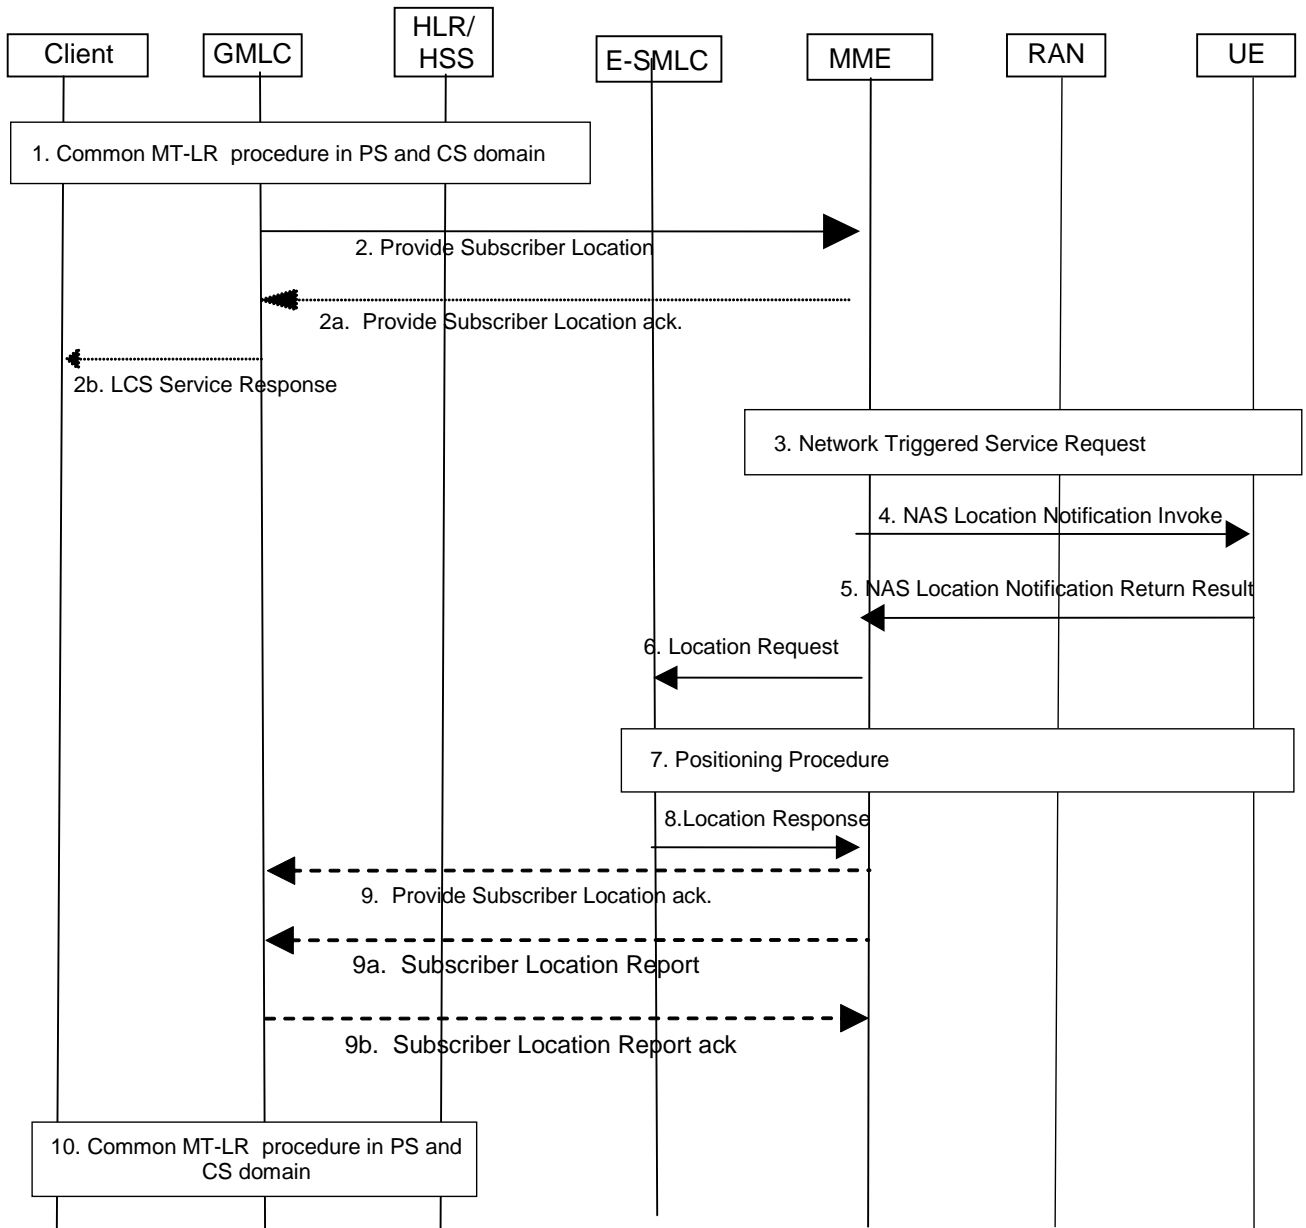 Client
GMLC
HLR/
HSS
E-SMLC
MME
RAN
UE
1. Common MT-LR procedure in PS and CS domain
2. Provide Subscriber Location
2a. Provide Subscriber Location ack.
2b. LCS Service Response
3. Network Triggered Service Request
4. NAS Location Notification Invoke
5. NAS Location Notification Return Result
6. Location Request
7. Positioning Procedure
8.Location Response
9. Provide Subscriber Location ack.
9a. Subscriber Location Report
9b. Subscriber Location Report ack
10. Common MT-LR procedure in PS and
CS domain